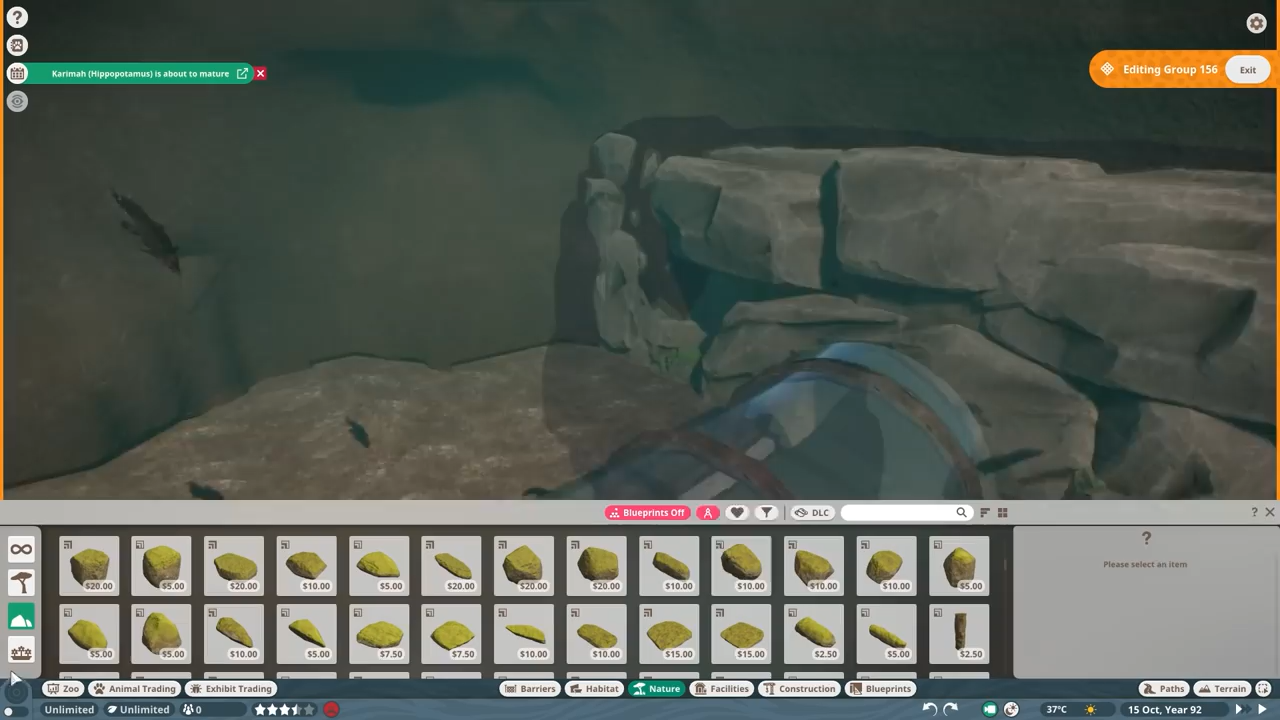 Karimah (Hippopotamus) is about to mature
Editing Group 156
Exit
Blueprints Off
DLC
$20.00 $5.00 $20.00 $10.00 $5.00 $20.00 $20.00 $20.00 $10.00 $10.00 $10.00 $10.00 $5.00
Please select an item
$5.00 $5.00 $10.00 $5.00 $7.50 $7.50 $10.00 $10.00 $15.00 $15.00 $2.50 $5.00 $2.50
Zoo Animal Trading Exhibit Trading Barriers Habitat Nature Facilities Construction Blueprints Paths Terrain
Unlimited Unlimited 0 37°C 15 Oct, Year 92